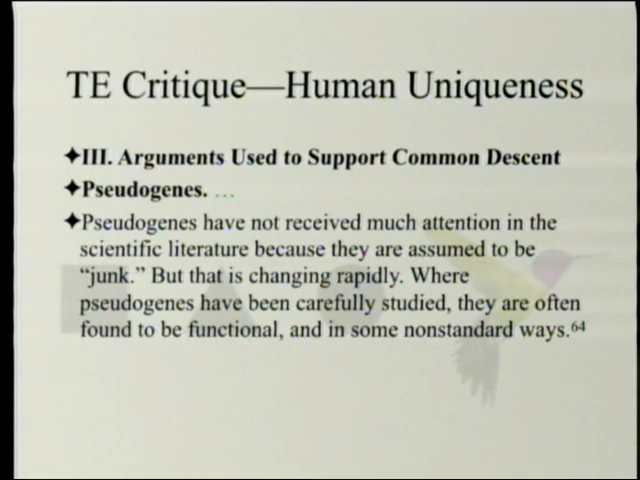 TE Critique—Human Uniqueness
✦III. Arguments Used to Support Common Descent
✦Pseudogenes. …
✦Pseudogenes have not received much attention in the
scientific literature because they are assumed to be
“junk.” But that is changing rapidly. Where
pseudogenes have been carefully studied, they are often
found to be functional, and in some nonstandard ways.64